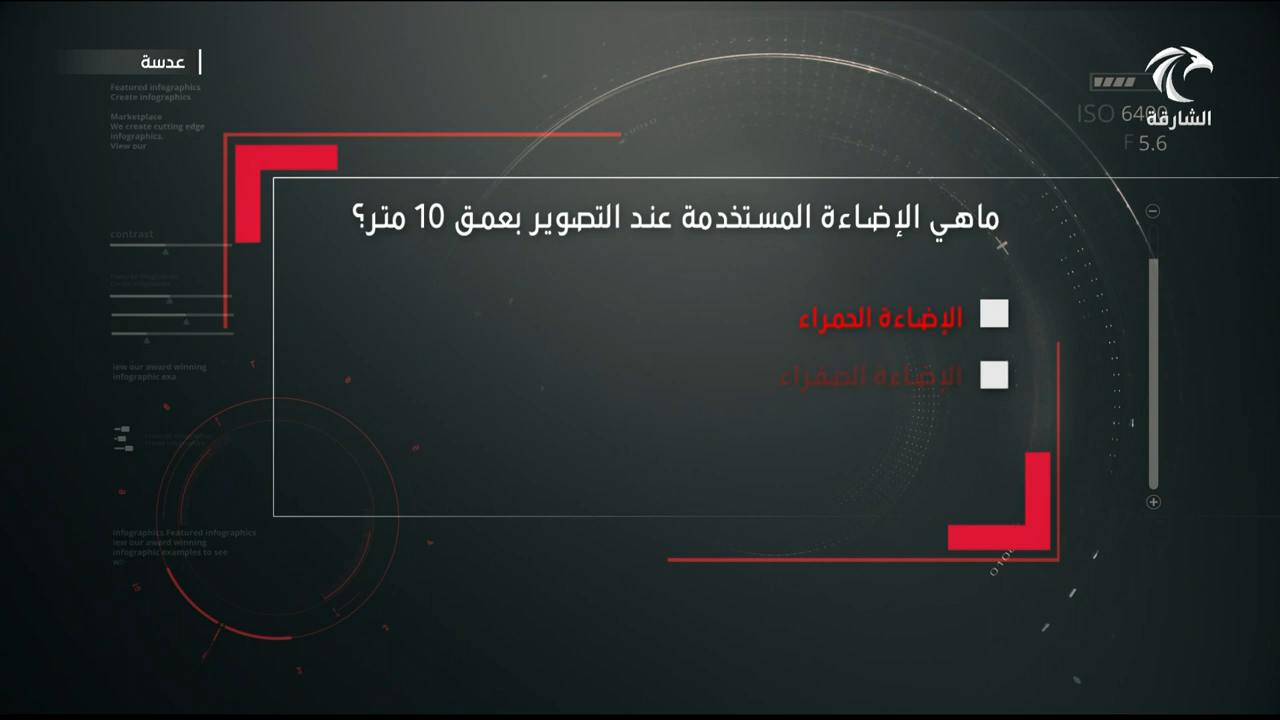 عدسة
Featured infographics
Create infographics
Marketplace
We create cutting edge
infographics.
View our
ISO 6400
الشارقة
F 5.6
ماهي الإضاءة المستخدمة عند التصوير بعمق 10 متر؟
contrast
الإضاءة الحمراء
الإضاءة الصفراء
iew our award winning
infographic exa
infographics.Featured infographics
iew our award winning
infographic examples to see